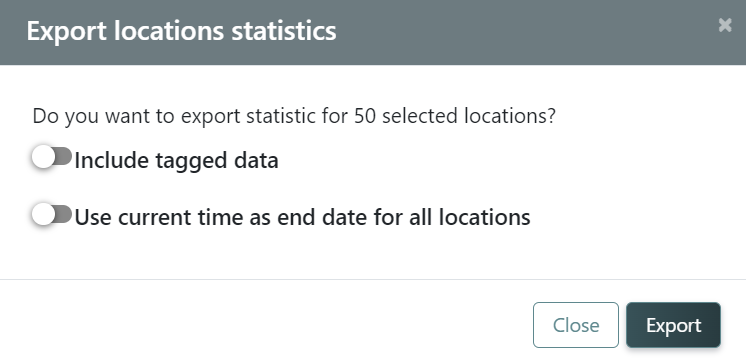 Export locations statistics
×
Do you want to export statistic for 50 selected locations?
Include tagged data
Use current time as end date for all locations
Close
Export